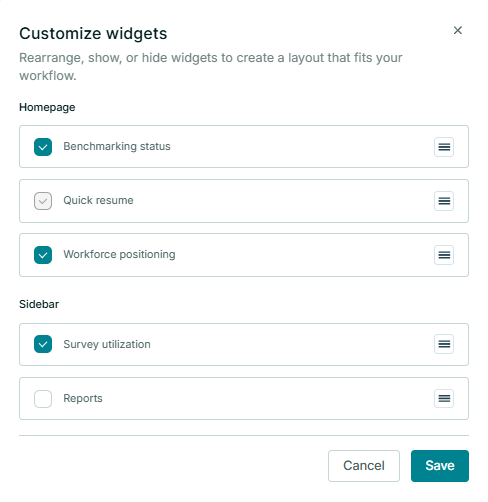 Customize widgets
Rearrange, show, or hide widgets to create a layout that fits your
workflow.
Homepage
Benchmarking status
Quick resume
Workforce positioning
Sidebar
Survey utilization
Reports
Cancel
Save